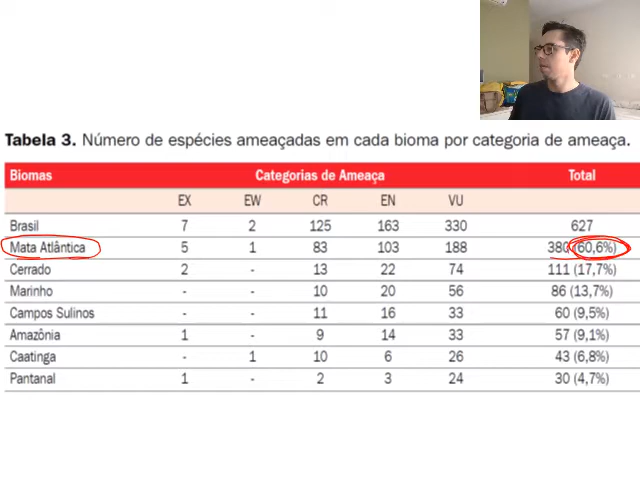 Tabela 3. Número de espécies ameaçadas em cada bioma por categoria de ameaça.
Biomas Categorias de Ameaça Total
EX EW CR EN VU
Brasil 7 2 125 163 330 627
Mata Atlântica 5 1 83 103 188 380 (60,6%)
Cerrado 2 - 13 22 74 111 (17,7%)
Marinho - - 10 20 56 86 (13,7%)
Campos Sulinos - - 11 16 33 60 (9,5%)
Amazônia 1 - 9 14 33 57 (9,1%)
Caatinga - 1 10 6 26 43 (6,8%)
Pantanal 1 - 2 3 24 30 (4,7%)